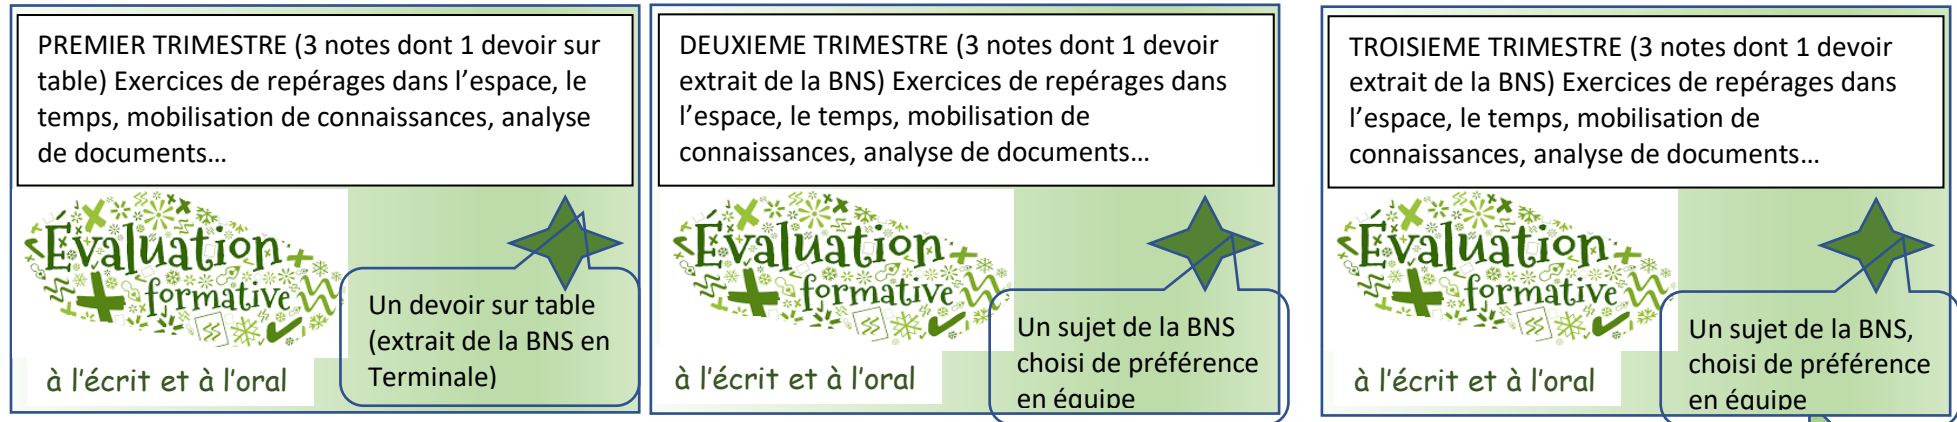 PREMIER TRIMESTRE (3 notes dont 1 devoir sur
table) Exercices de repérages dans l’espace, le
temps, mobilisation de connaissances, analyse
de documents…
Évaluation
formative
à l’écrit et à l’oral
Un devoir sur table
(extrait de la BNS en
Terminale)
DEUXIEME TRIMESTRE (3 notes dont 1 devoir
extrait de la BNS) Exercices de repérages dans
l’espace, le temps, mobilisation de
connaissances, analyse de documents…
Évaluation
formative
à l’écrit et à l’oral
Un sujet de la BNS
choisi de préférence
en équipe
TROISIEME TRIMESTRE (3 notes dont 1 devoir
extrait de la BNS) Exercices de repérages dans
l’espace, le temps, mobilisation de
connaissances, analyse de documents…
Évaluation
formative
à l’écrit et à l’oral
Un sujet de la BNS,
choisi de préférence
en équipe